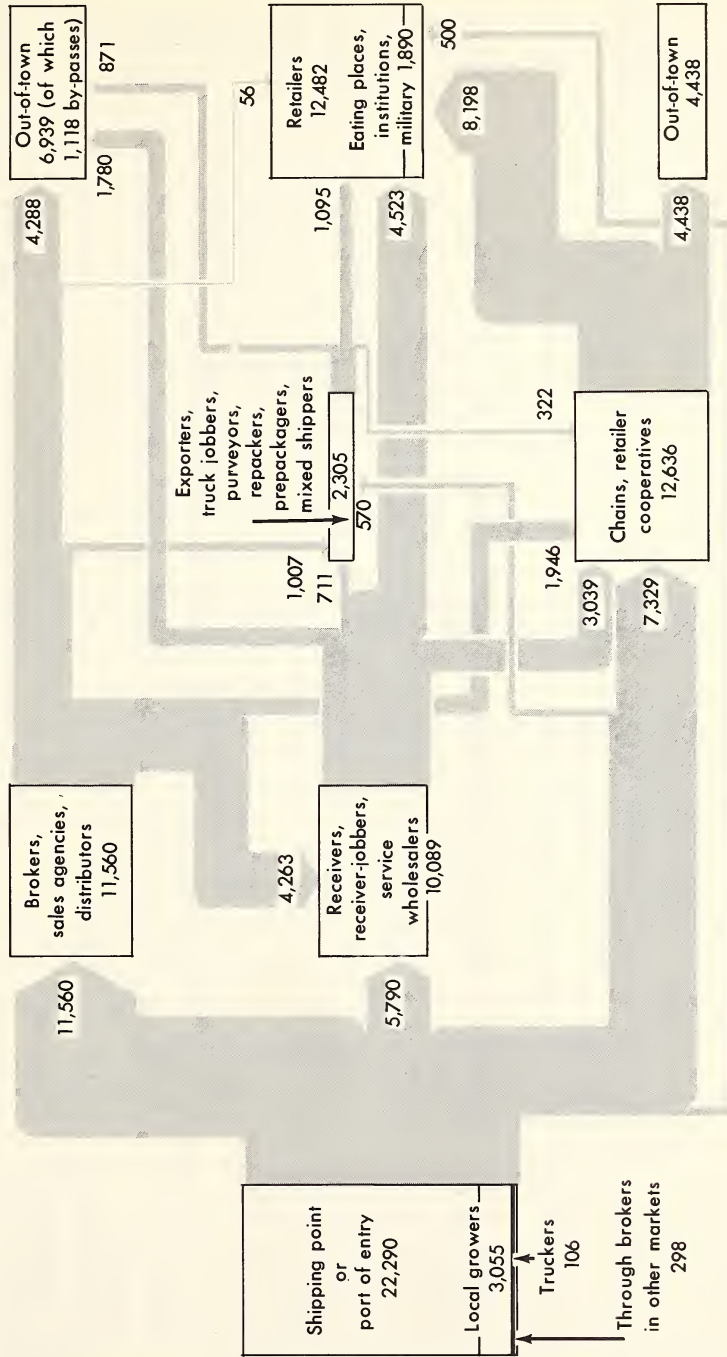 Shipping point
or
port of entry
22,290
Local growers
3,055
Truckers
106
Through brokers
in other markets
298
11,560
5,790
7,329
Brokers,
sales agencies,
distributors
11,560
4,263
Receivers,
receiver-jobbers,
service
wholesalers
10,089
3,039
1,946
1,007
711
Exporters,
truck jobbers,
purveyors,
repackers,
prepackagers,
mixed shippers
2,305
570
322
Chains, retailer
cooperatives
12,636
4,288
1,780
871
56
1,095
4,523
8,198
500
4,438
Out-of-town
6,939 (of which
1,118 by-passes)
Retailers
12,482
Eating places,
institutions,
military 1,890
Out-of-town
4,438